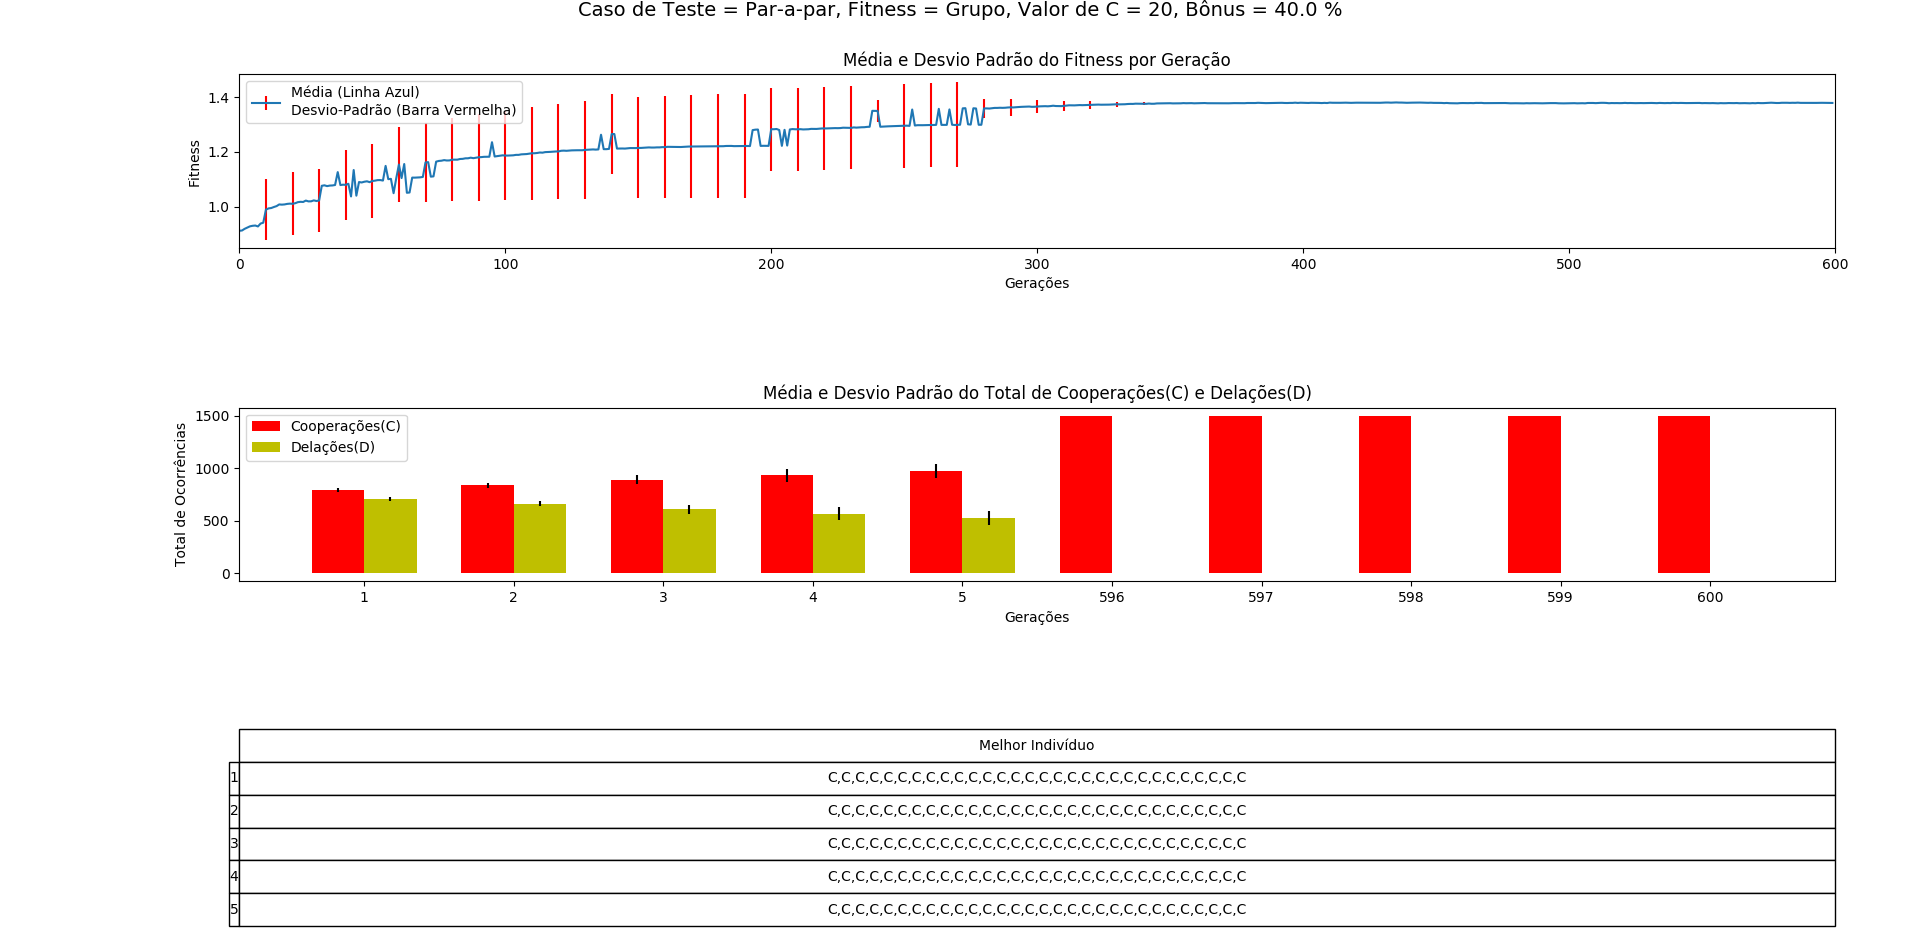 Caso de Teste = Par-a-par, Fitness = Grupo, Valor de C = 20, Bônus = 40.0 %
Média e Desvio Padrão do Fitness por Geração
Média (Linha Azul)
Desvio-Padrão (Barra Vermelha)
Fitness
1.4
1.2
1.0
0 100 200 300 400 500 600
Gerações
Média e Desvio Padrão do Total de Cooperações(C) e Delações(D)
Cooperações(C)
Delações(D)
Total de Ocorrências
1500
1000
500
0
1 2 3 4 5 596 597 598 599 600
Gerações
Melhor Indivíduo
1 C,C,C,C,C,C,C,C,C,C,C,C,C,C,C,C,C,C,C,C,C,C,C,C,C,C,C,C,C,C
2 C,C,C,C,C,C,C,C,C,C,C,C,C,C,C,C,C,C,C,C,C,C,C,C,C,C,C,C,C,C
3 C,C,C,C,C,C,C,C,C,C,C,C,C,C,C,C,C,C,C,C,C,C,C,C,C,C,C,C,C,C
4 C,C,C,C,C,C,C,C,C,C,C,C,C,C,C,C,C,C,C,C,C,C,C,C,C,C,C,C,C,C
5 C,C,C,C,C,C,C,C,C,C,C,C,C,C,C,C,C,C,C,C,C,C,C,C,C,C,C,C,C,C